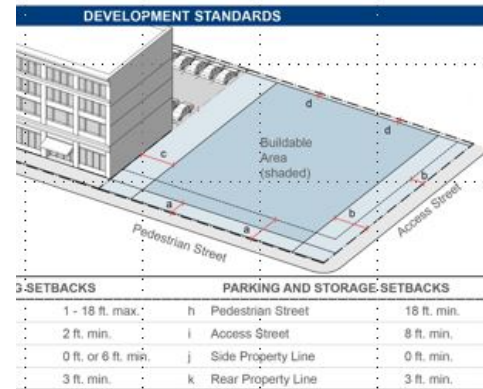 DEVELOPMENT STANDARDS
d
d
Buildable
Area
(shaded)
c
b
b
a
a
Pedestrian Street
Access Street
G SETBACKS PARKING AND STORAGE SETBACKS
1 - 18 ft. max. h Pedestrian Street 18 ft. min.
2 ft. min. i Access Street 8 ft. min.
0 ft. or 6 ft. min. j Side Property Line 0 ft. min.
3 ft. min. k Rear Property Line 3 ft. min.